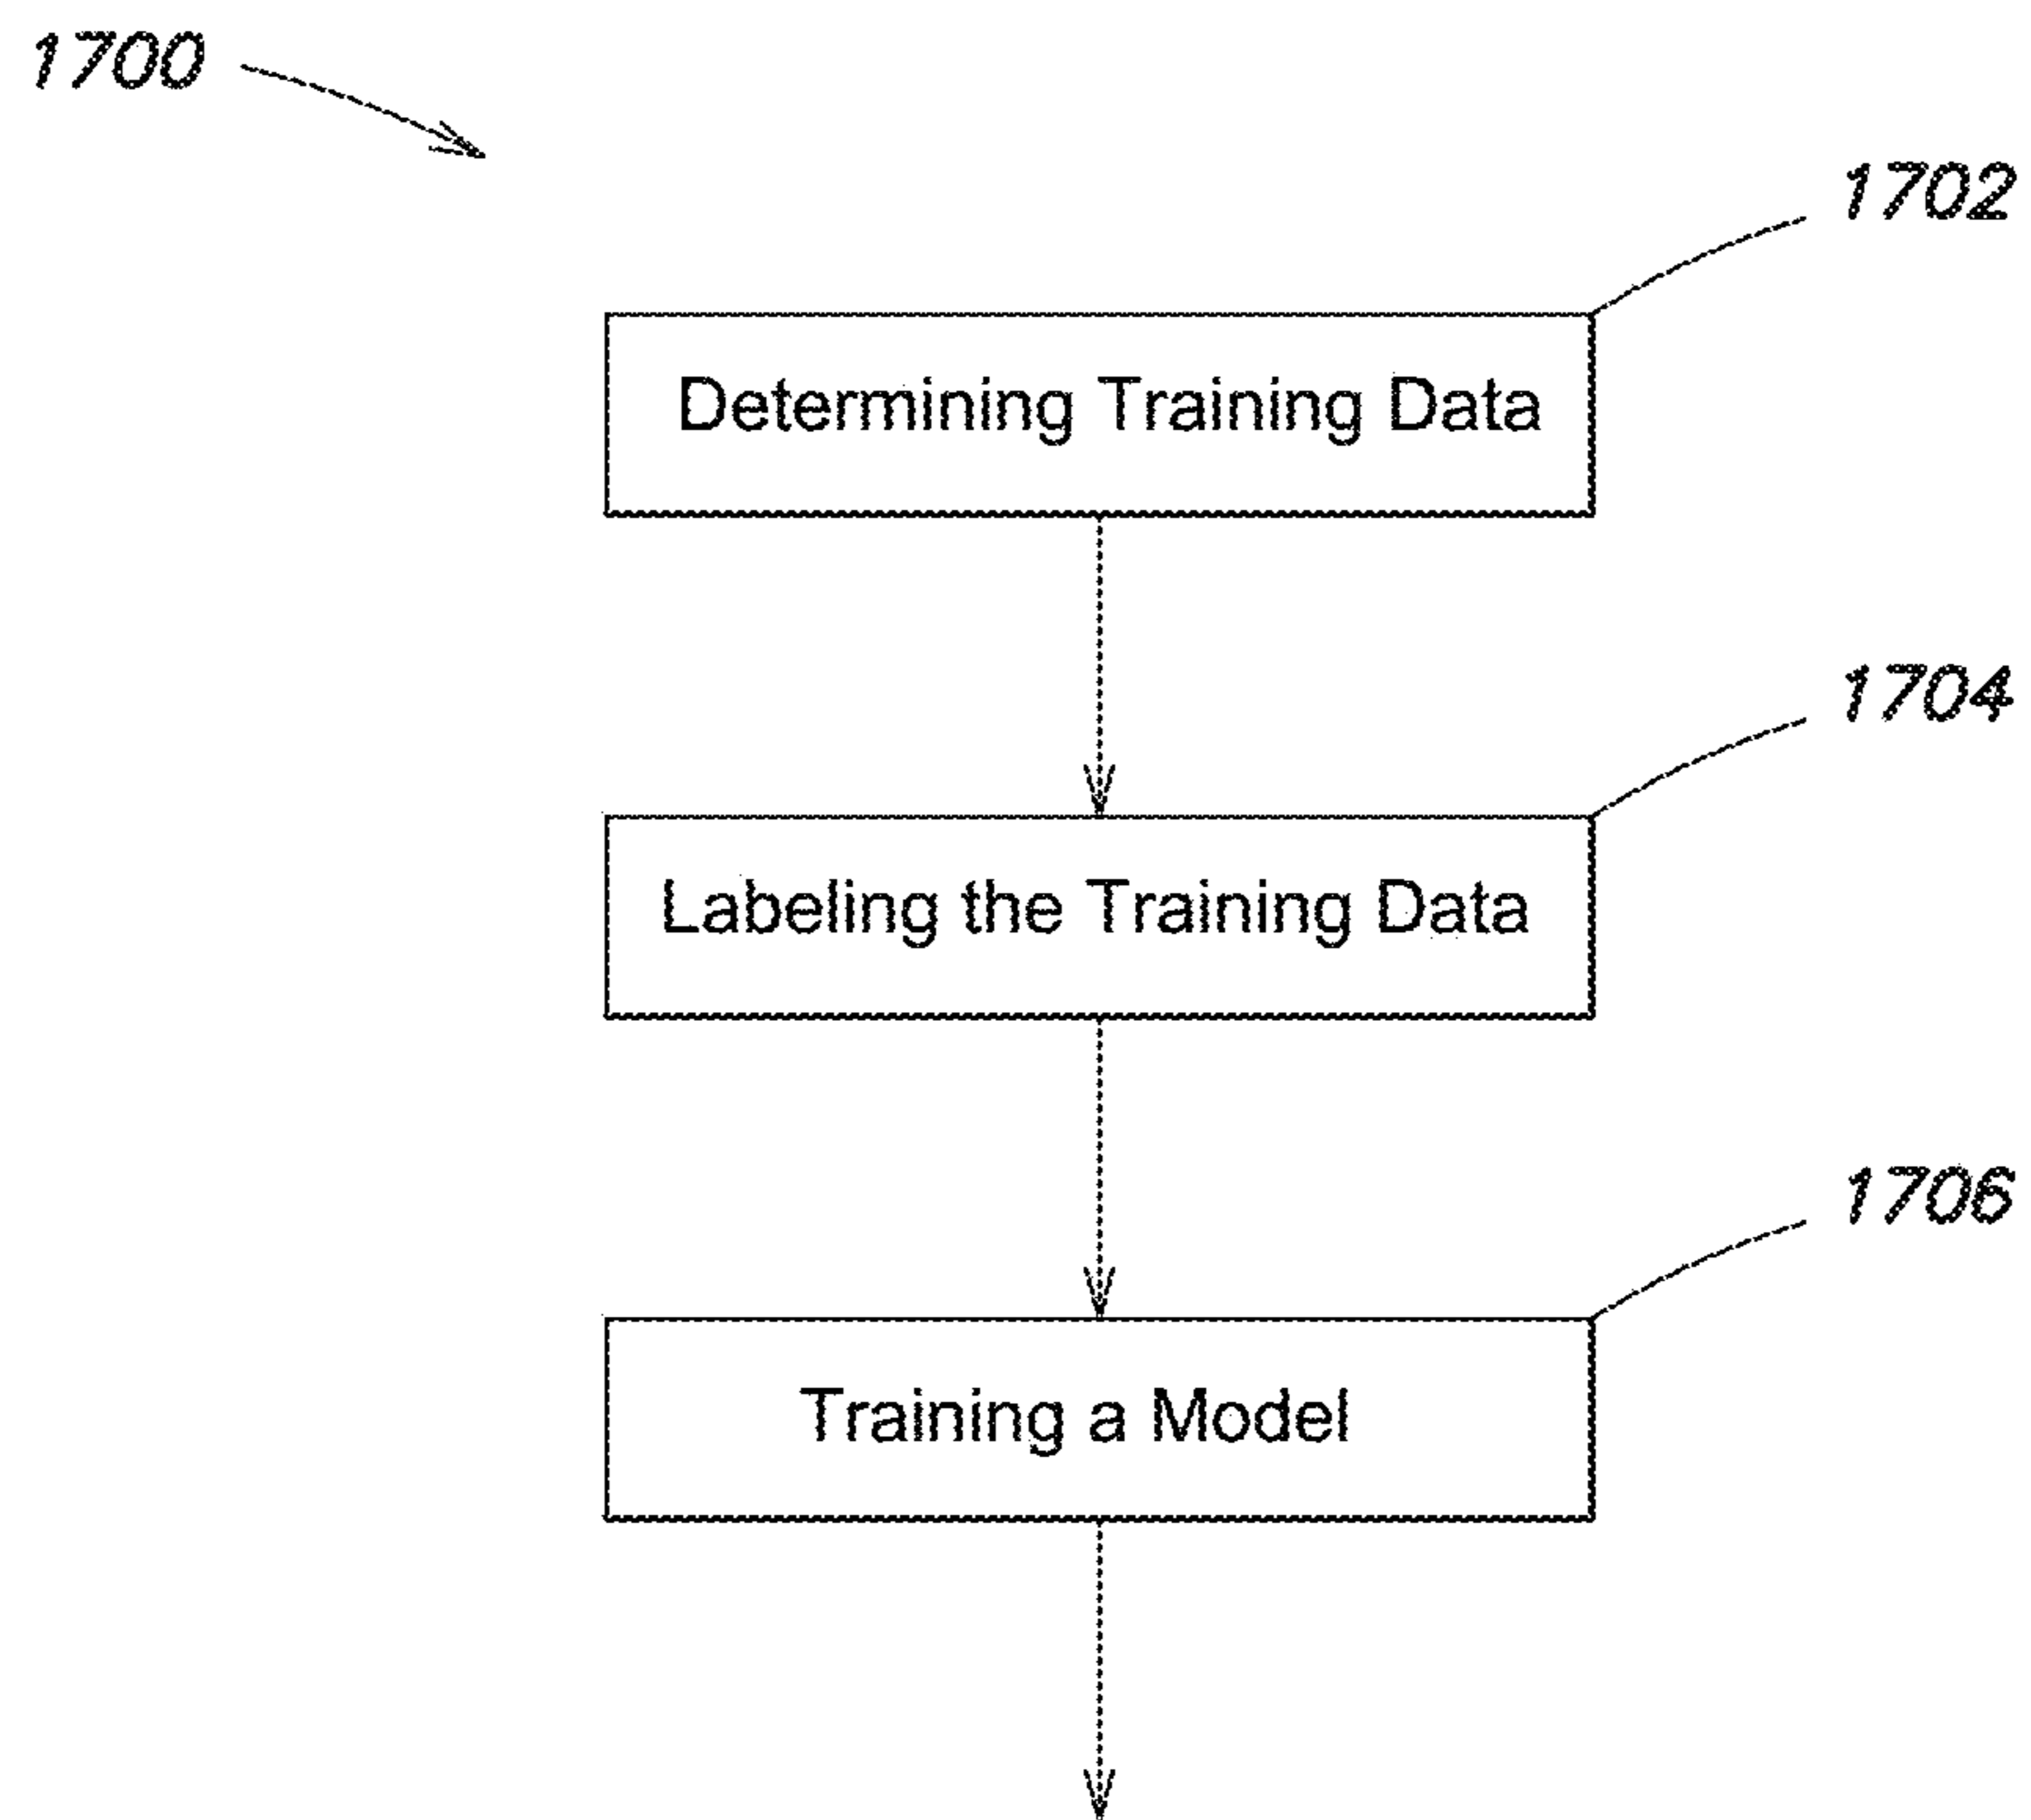 1700
1702
Determining Training Data
1704
Labeling the Training Data
1706
Training a Model